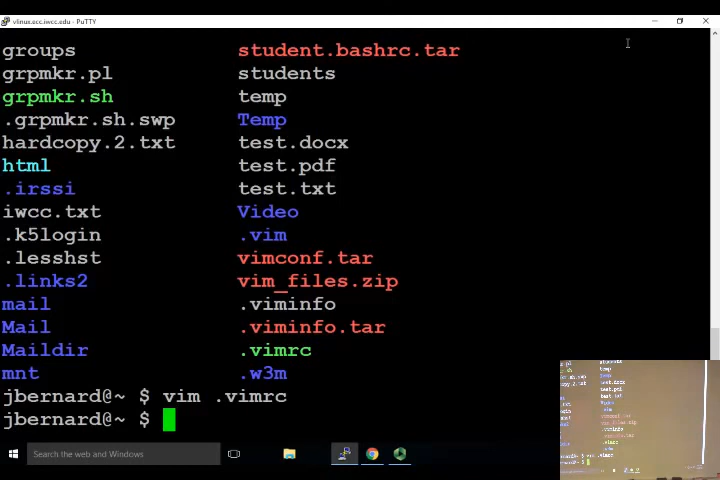 vlinux.ecc.iwcc.edu - PuTTY
groups student.bashrc.tar
grpmkr.pl students
grpmkr.sh temp
.grpmkr.sh.swp Temp
hardcopy.2.txt test.docx
html test.pdf
.irssi test.txt
iwcc.txt Video
.k5login .vim
.lesshst vimconf.tar
.links2 vim_files.zip
mail .viminfo
Mail .viminfo.tar
Maildir .vimrc
mnt .w3m
jbernard@~ $ vim .vimrc
jbernard@~ $
Search the web and Windows